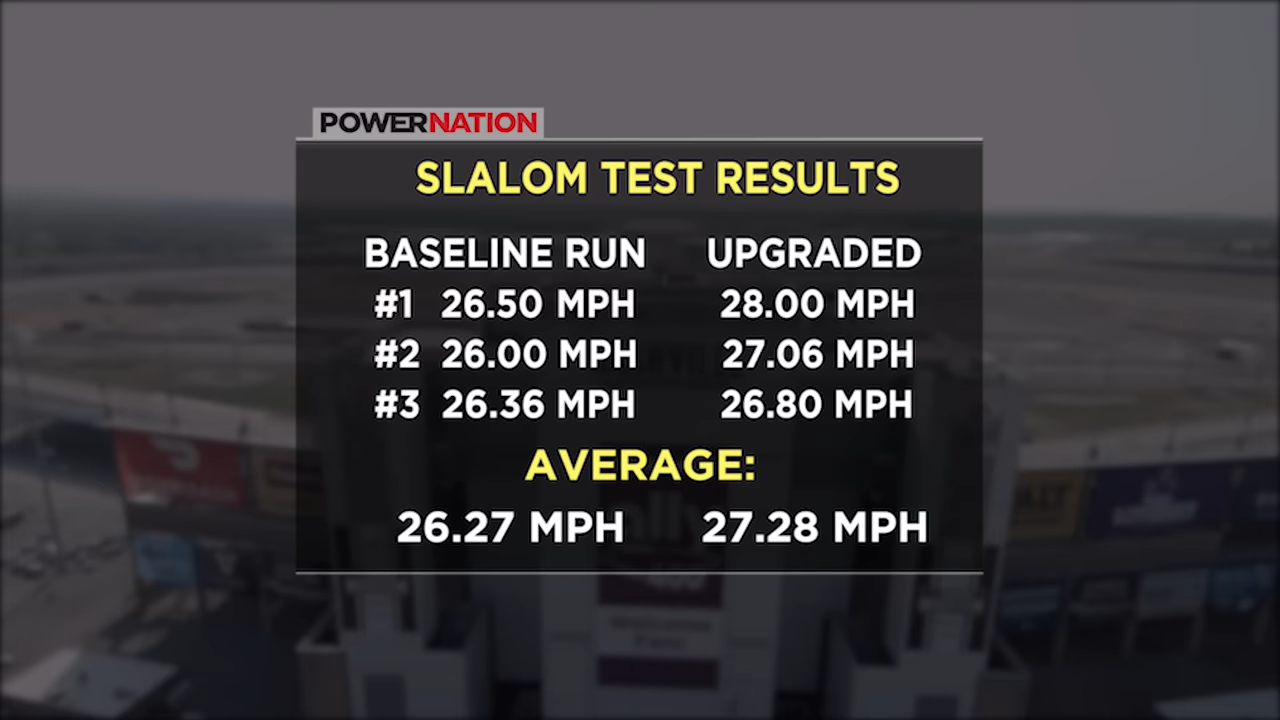 POWERNATION
SLALOM TEST RESULTS
BASELINE RUN UPGRADED
#1 26.50 MPH 28.00 MPH
#2 26.00 MPH 27.06 MPH
#3 26.36 MPH 26.80 MPH
AVERAGE:
26.27 MPH 27.28 MPH